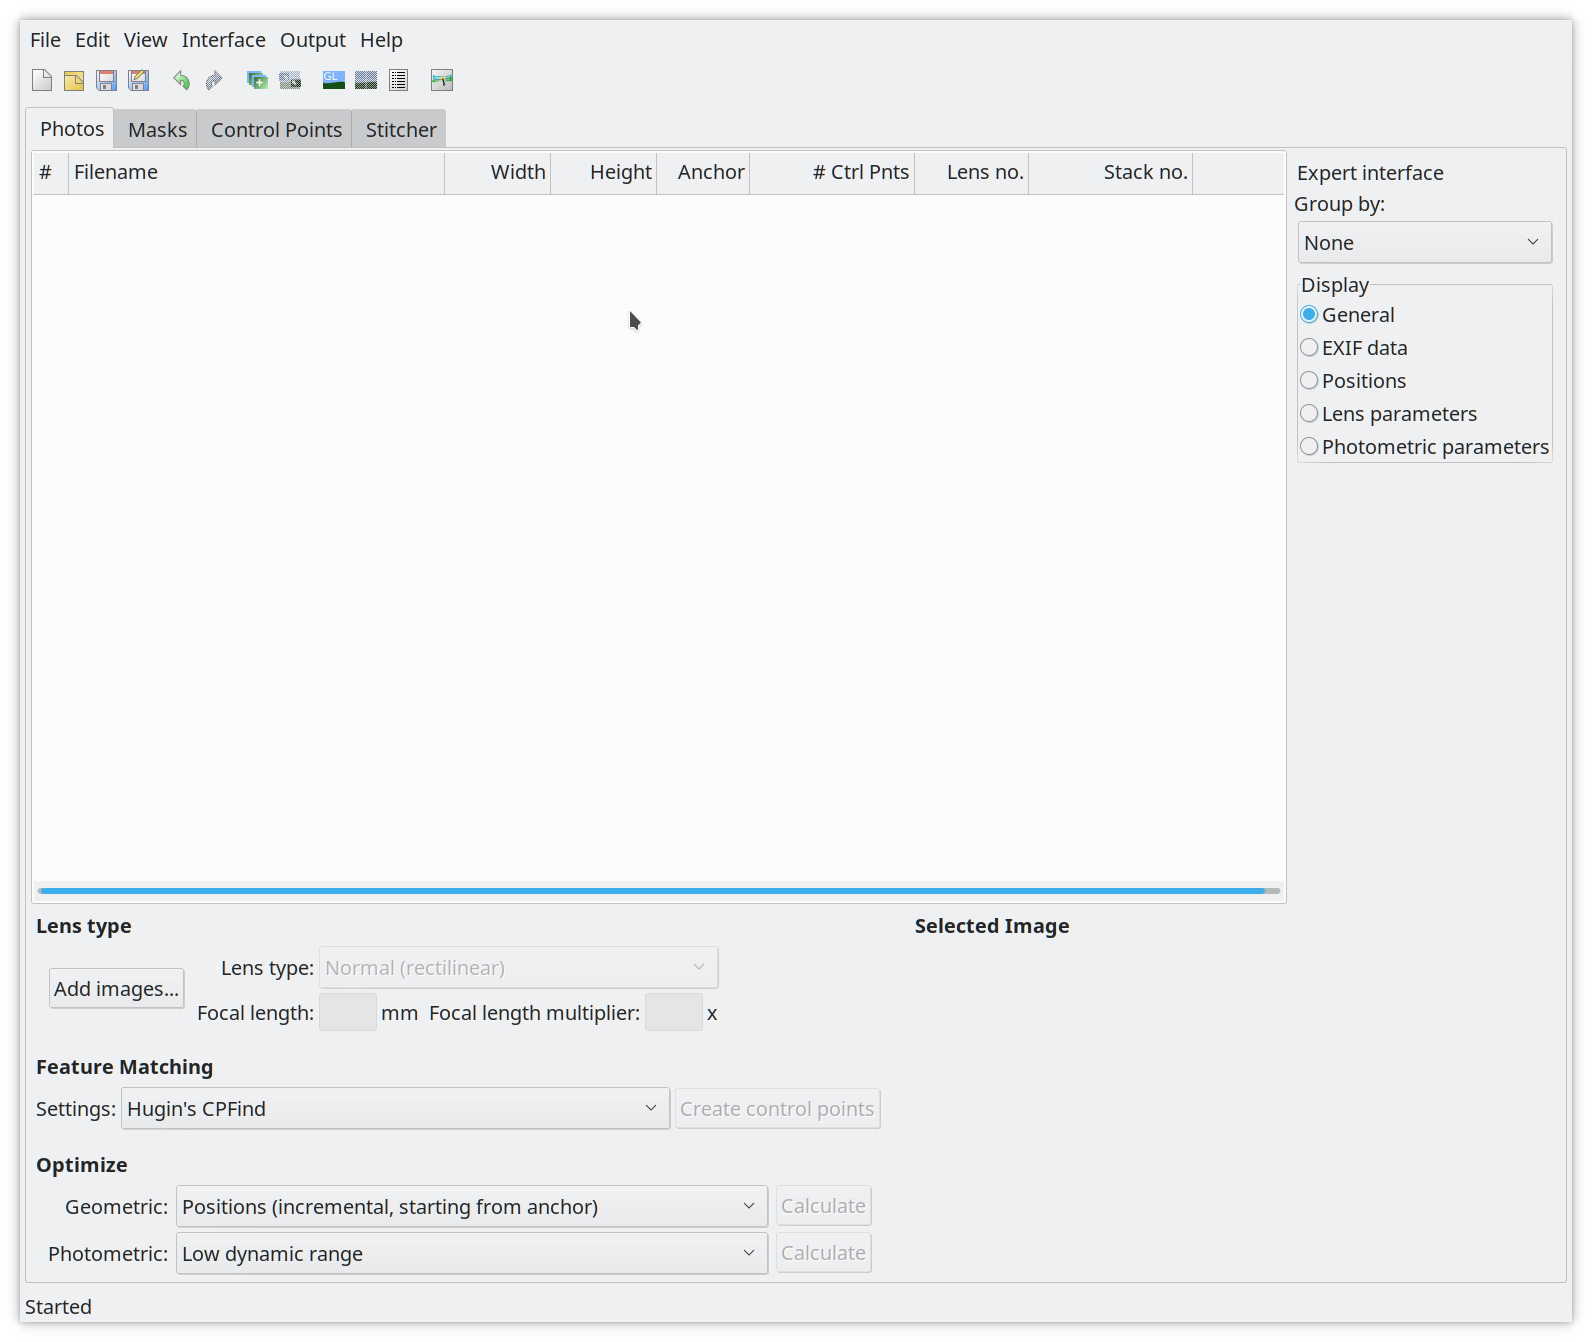 File Edit View Interface Output Help
GL
Photos Masks Control Points Stitcher
# Filename Width Height Anchor # Ctrl Pnts Lens no. Stack no.
Expert interface
Group by:
None
Display
General
EXIF data
Positions
Lens parameters
Photometric parameters
Lens type
Selected Image
Add images...
Lens type: Normal (rectilinear)
Focal length: mm Focal length multiplier: x
Feature Matching
Settings: Hugin's CPFind Create control points
Optimize
Geometric: Positions (incremental, starting from anchor) Calculate
Photometric: Low dynamic range Calculate
Started